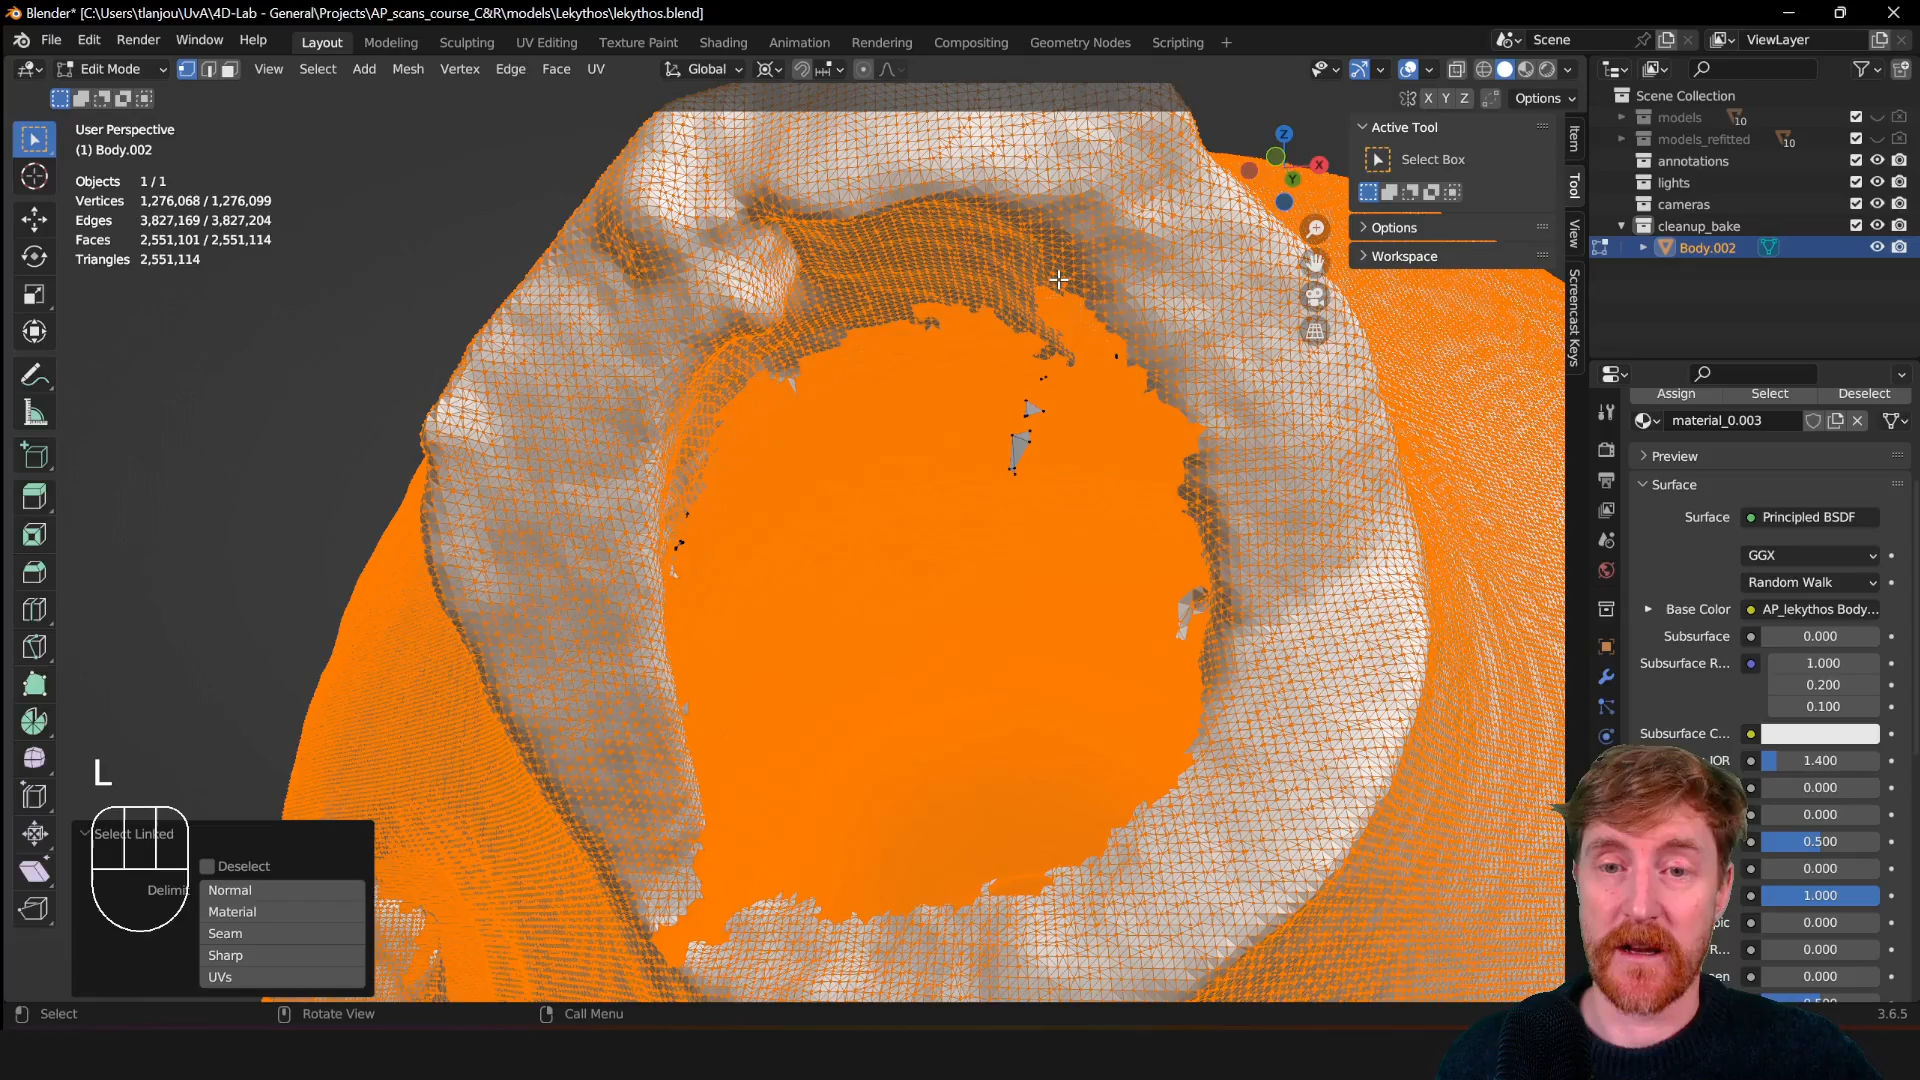 Blender* [C:\Users\tlanjou\UvA\4D-Lab - General\Projects\AP_scans_course_C&R\models\Lekythos\lekythos.blend]
File Edit Render Window Help Layout Modeling Sculpting UV Editing Texture Paint Shading Animation Rendering Compositing Geometry Nodes Scripting + Scene ViewLayer
Edit Mode View Select Add Mesh Vertex Edge Face UV Global
X Y Z Options
User Perspective
(1) Body.002
Objects 1 / 1
Vertices 1,276,068 / 1,276,099
Edges 3,827,169 / 3,827,204
Faces 2,551,101 / 2,551,114
Triangles 2,551,114
Z
X
Y
Active Tool
Select Box
Options
Workspace
Item
Tool
View
Screencast Keys
Scene Collection
models 10
models_refitted 10
annotations
lights
cameras
cleanup_bake
Body.002
Assign Select Deselect
material_0.003
Preview
Surface
Surface Principled BSDF
GGX
Random Walk
Base Color AP_lekythos Body...
Subsurface 0.000
Subsurface R... 1.000
0.200
0.100
Subsurface C...
IOR 1.400
0.000
0.000
0.500
0.000
1.000
pic 0.000
R... 0.000
en 0.000
0.500
L
Select Linked
Deselect
Delimit Normal
Material
Seam
Sharp
UVs
Select Rotate View Call Menu 3.6.5